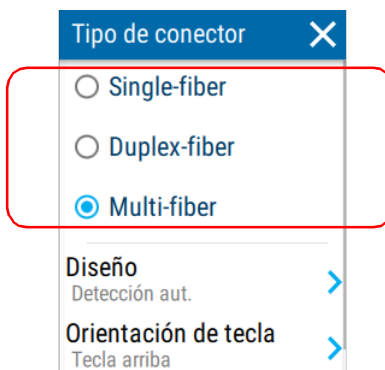 Tipo de conector
Single-fiber
Duplex-fiber
Multi-fiber
Diseño
Detección aut.
Orientación de tecla
Tecla arriba